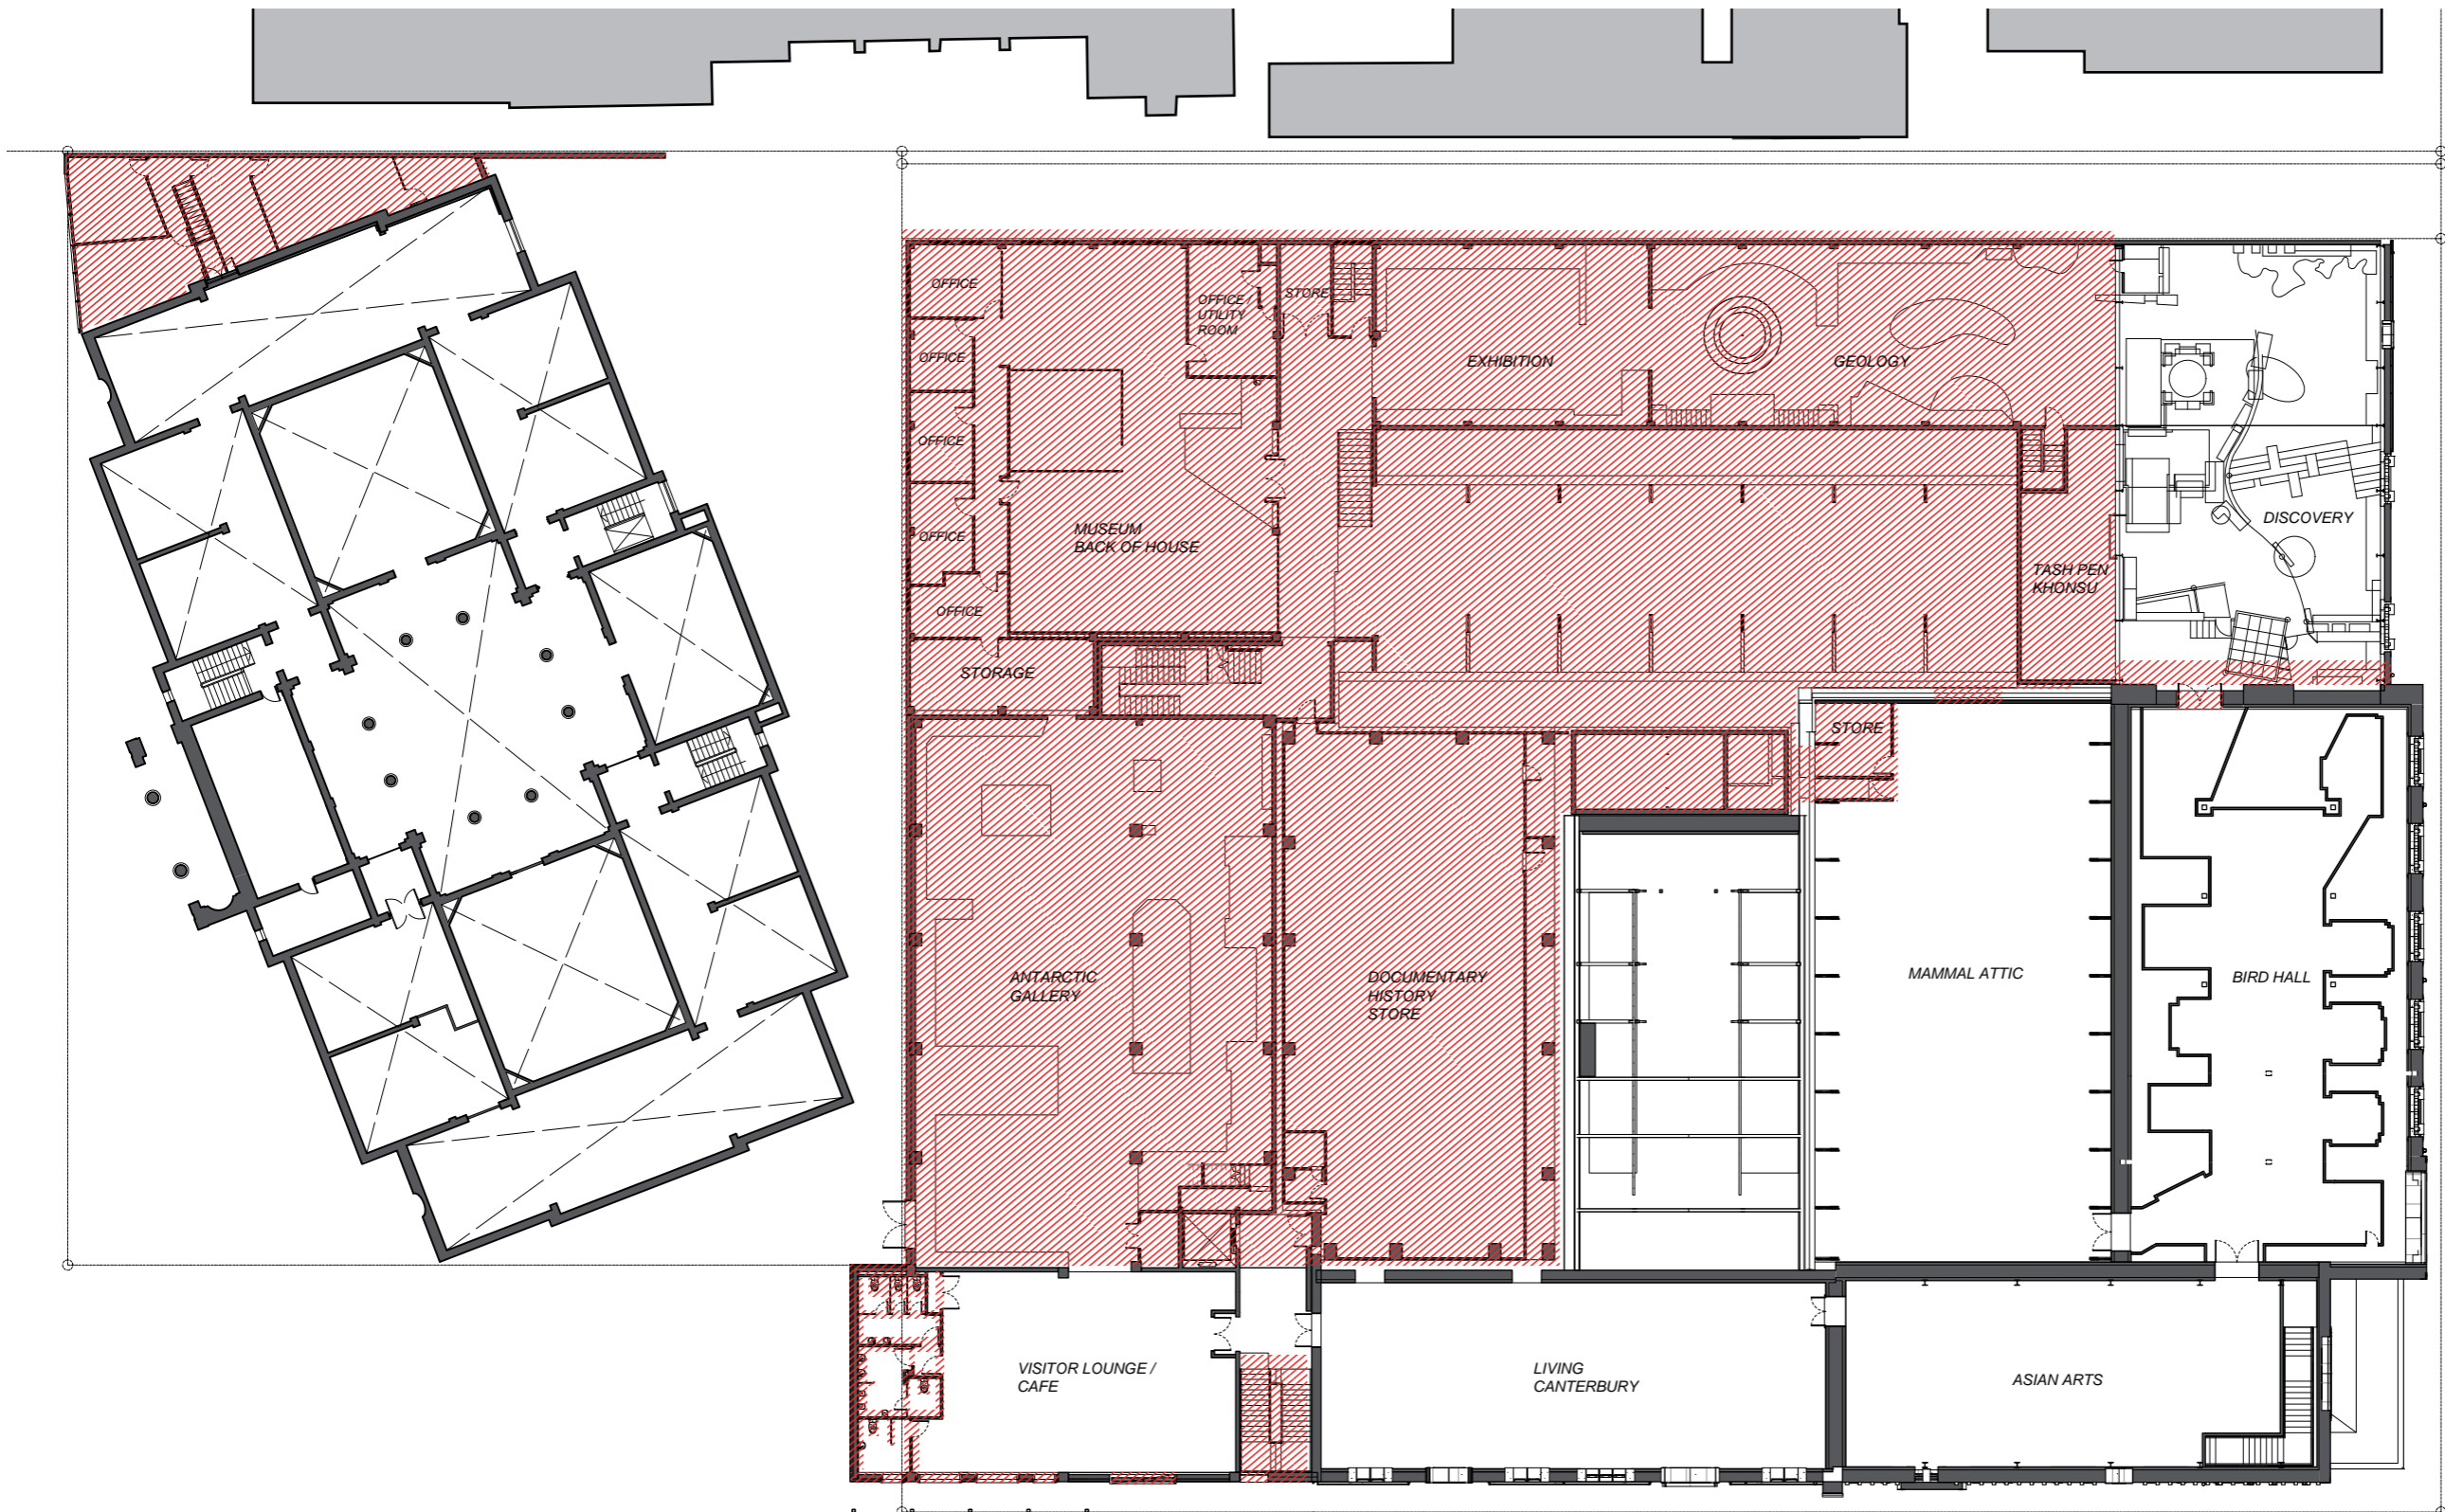 OFFICE
OFFICE /
UTILITY
ROOM
STORE
OFFICE
EXHIBITION
GEOLOGY
OFFICE
OFFICE
MUSEUM
BACK OF HOUSE
DISCOVERY
TASH PEN
KHONSU
OFFICE
STORAGE
STORE
ANTARCTIC
GALLERY
DOCUMENTARY
HISTORY
STORE
MAMMAL ATTIC
BIRD HALL
VISITOR LOUNGE /
CAFE
LIVING
CANTERBURY
ASIAN ARTS